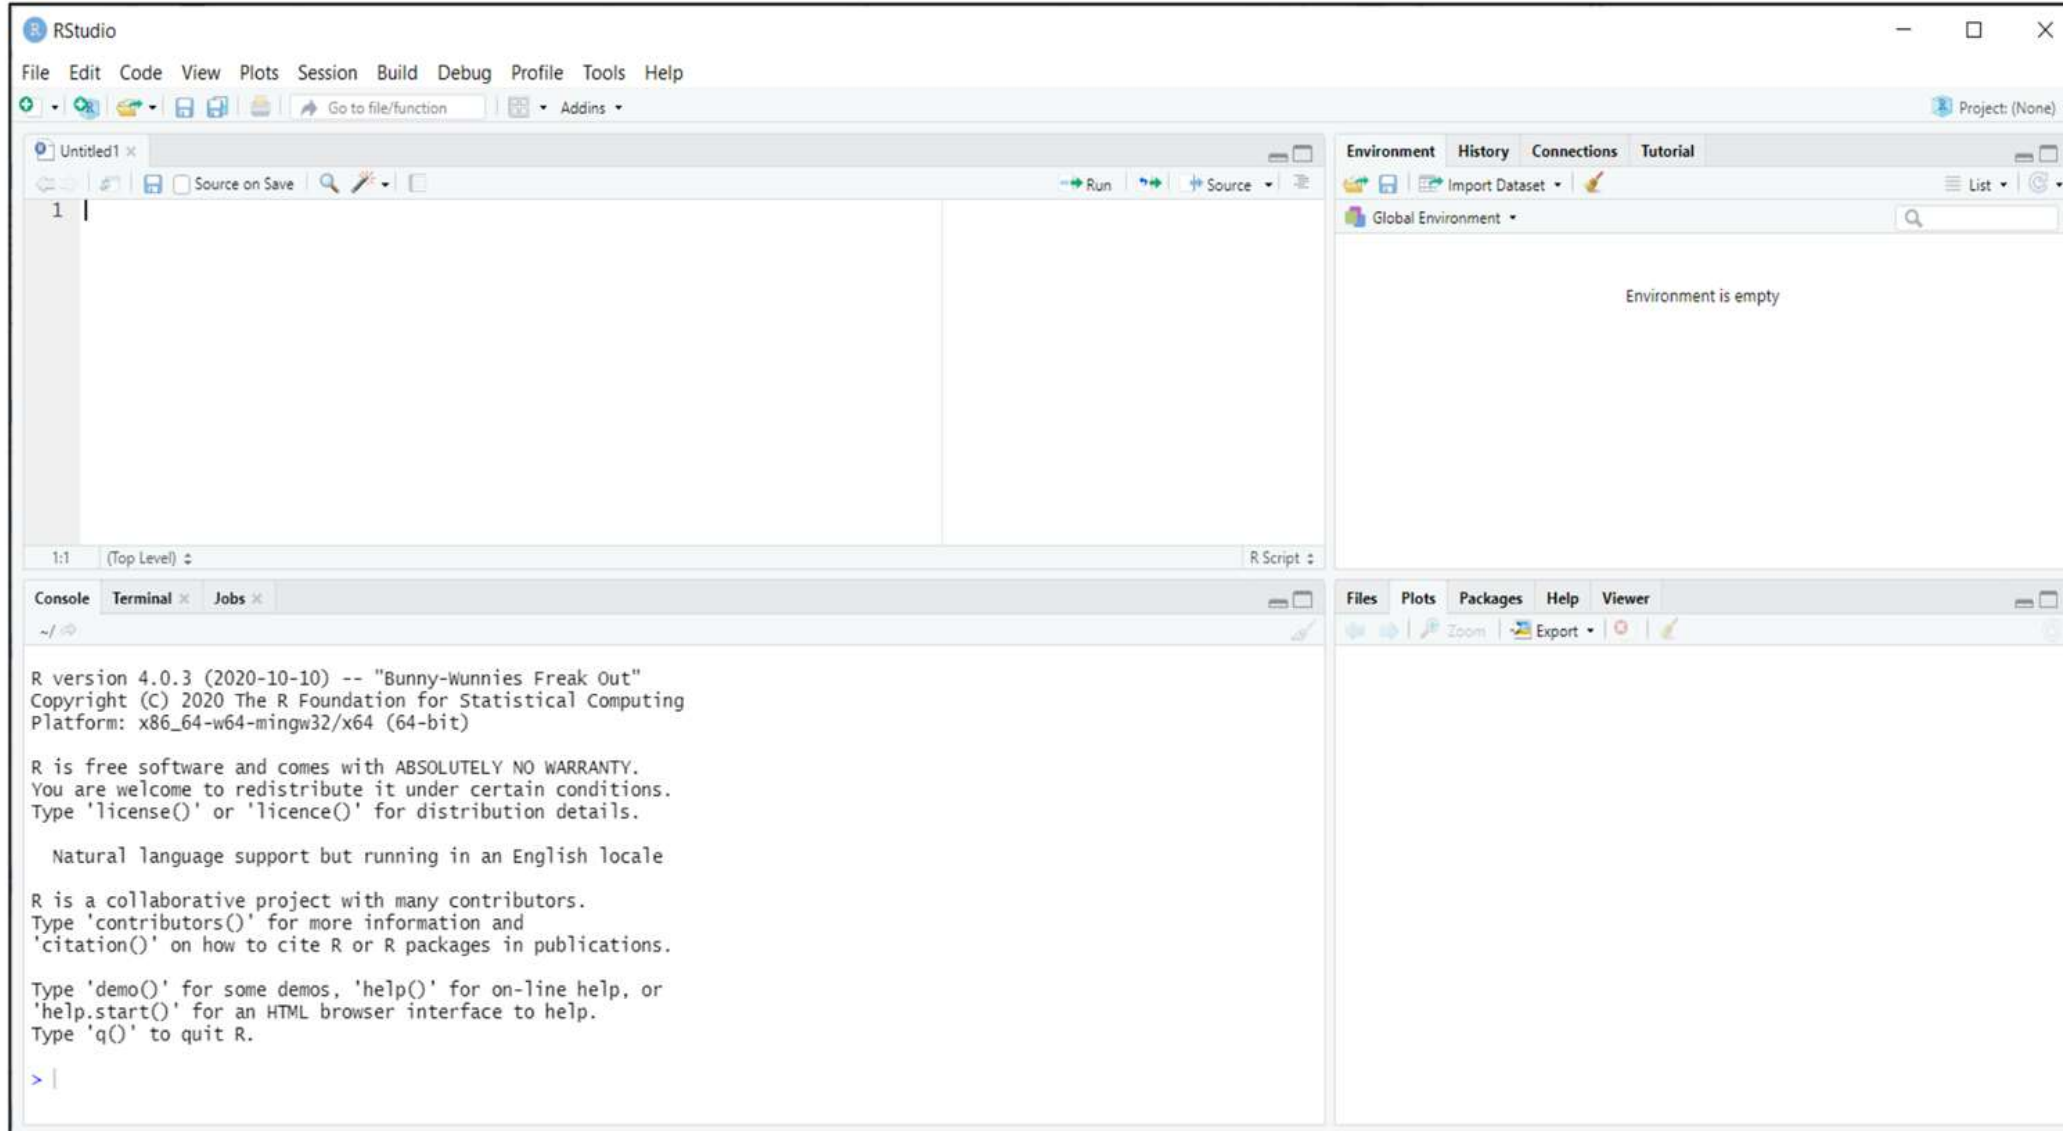 RStudio
File Edit Code View Plots Session Build Debug Profile Tools Help
Go to file/function Addins Project: (None)
Untitled1
Source on Save Run Source
1
1:1 (Top Level) R Script
Environment History Connections Tutorial
Import Dataset List
Global Environment
Environment is empty
Console Terminal Jobs
~/
R version 4.0.3 (2020-10-10) -- "Bunny-Wunnies Freak Out"
Copyright (C) 2020 The R Foundation for Statistical Computing
Platform: x86_64-w64-mingw32/x64 (64-bit)
R is free software and comes with ABSOLUTELY NO WARRANTY.
You are welcome to redistribute it under certain conditions.
Type 'license()' or 'licence()' for distribution details.
Natural language support but running in an English locale
R is a collaborative project with many contributors.
Type 'contributors()' for more information and
'citation()' on how to cite R or R packages in publications.
Type 'demo()' for some demos, 'help()' for on-line help, or
'help.start()' for an HTML browser interface to help.
Type 'q()' to quit R.
>
Files Plots Packages Help Viewer
Zoom Export